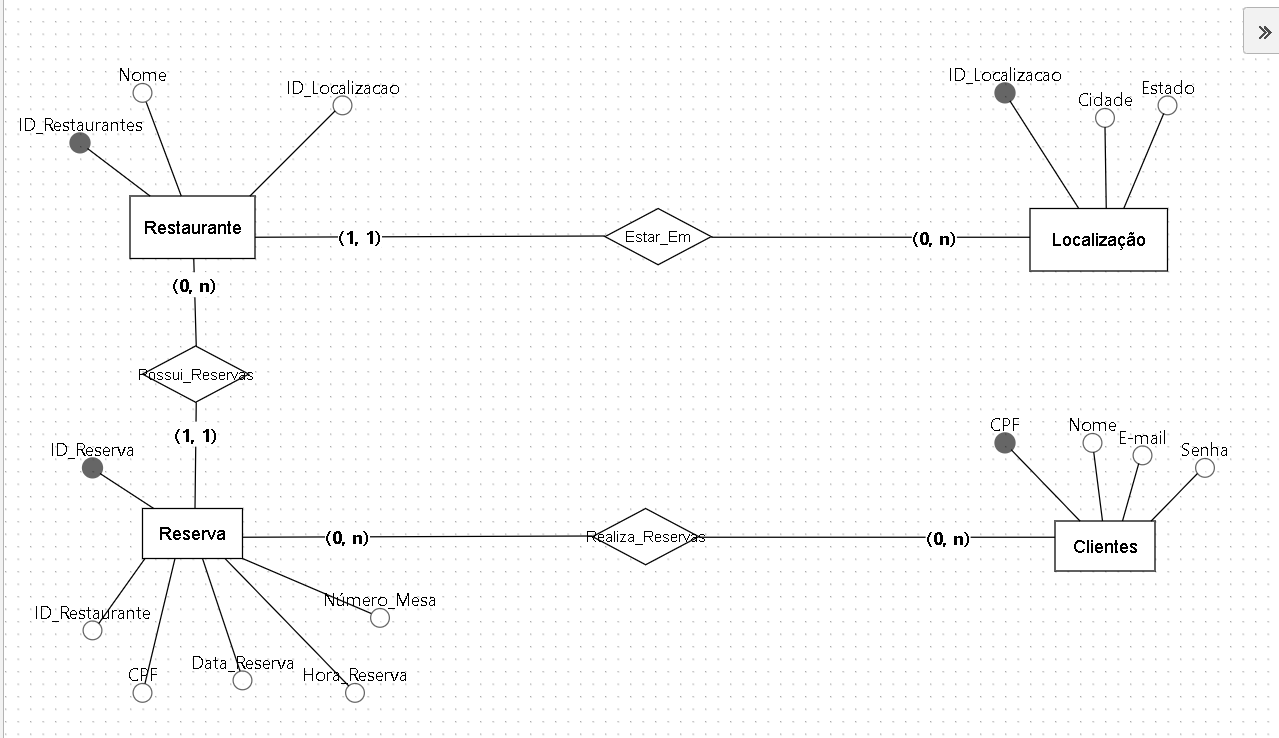 Nome
ID_Localizacao
ID_Restaurantes
Restaurante
(1, 1)
Estar_Em
(0, n)
ID_Localizacao
Cidade
Estado
Localização
(0, n)
Possui_Reservas
(1, 1)
ID_Reserva
Reserva
(0, n)
Realiza_Reservas
(0, n)
CPF
Nome
E-mail
Senha
Clientes
Número_Mesa
ID_Restaurante
CPF
Data_Reserva
Hora_Reserva